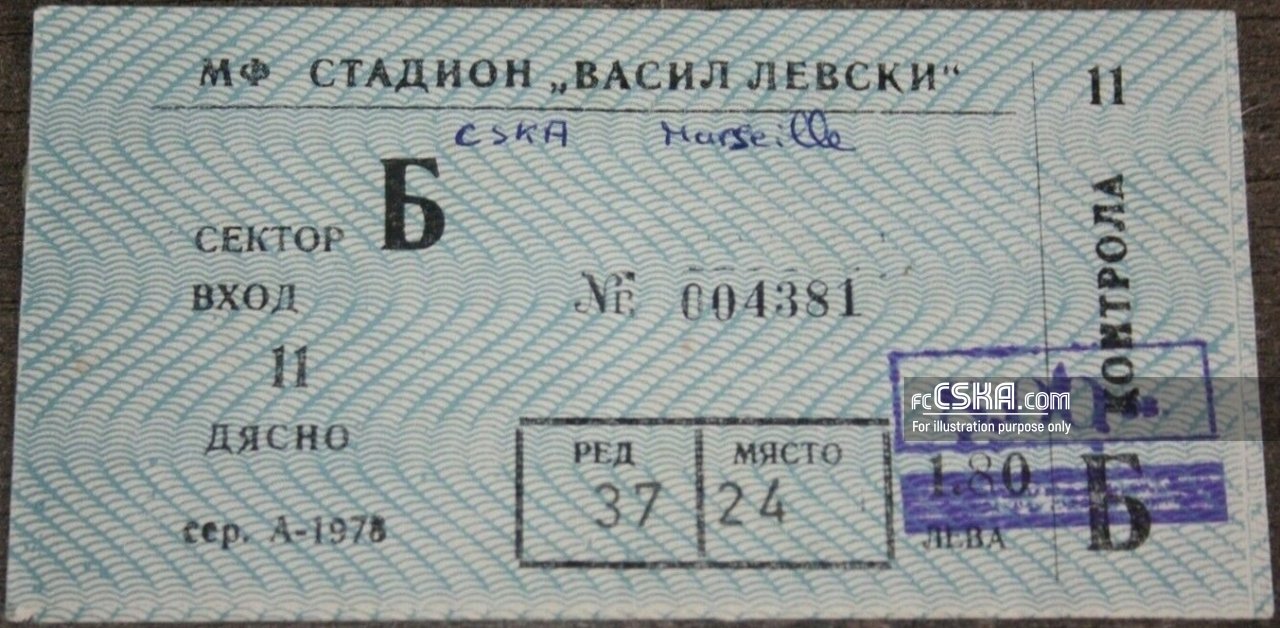 МФ СТАДИОН „ВАСИЛ ЛЕВСКИ“
CSKA Marseille
СЕКТОР Б
ВХОД
11
ДЯСНО
сер. А-1978
№ 004381
РЕД МЯСТО
37 24
1.80
ЛЕВА
11
КОНТРОЛА
Б
fcCSKA.com
For illustration purpose only